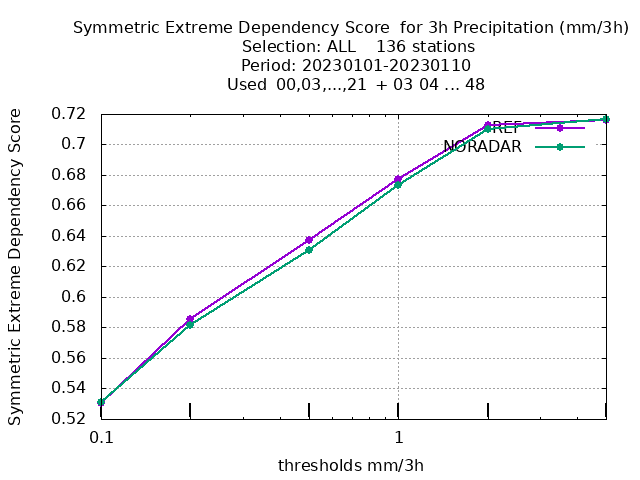 Symmetric Extreme Dependency Score  for 3h Precipitation (mm/3h)
Selection: ALL    136 stations
Period: 20230101-20230110
Used  00,03,...,21  + 03 04 ... 48
Symmetric Extreme Dependency Score
0.72
0.7
0.68
0.66
0.64
0.62
0.6
0.58
0.56
0.54
0.52
REF
NORADAR
0.1
1
thresholds mm/3h